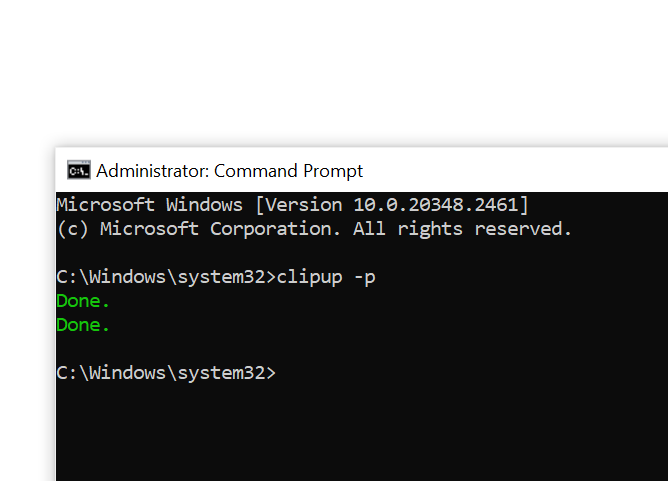 Administrator: Command Prompt
Microsoft Windows [Version 10.0.20348.2461]
(c) Microsoft Corporation. All rights reserved.
C:\Windows\system32>clipup -p
Done.
Done.
C:\Windows\system32>